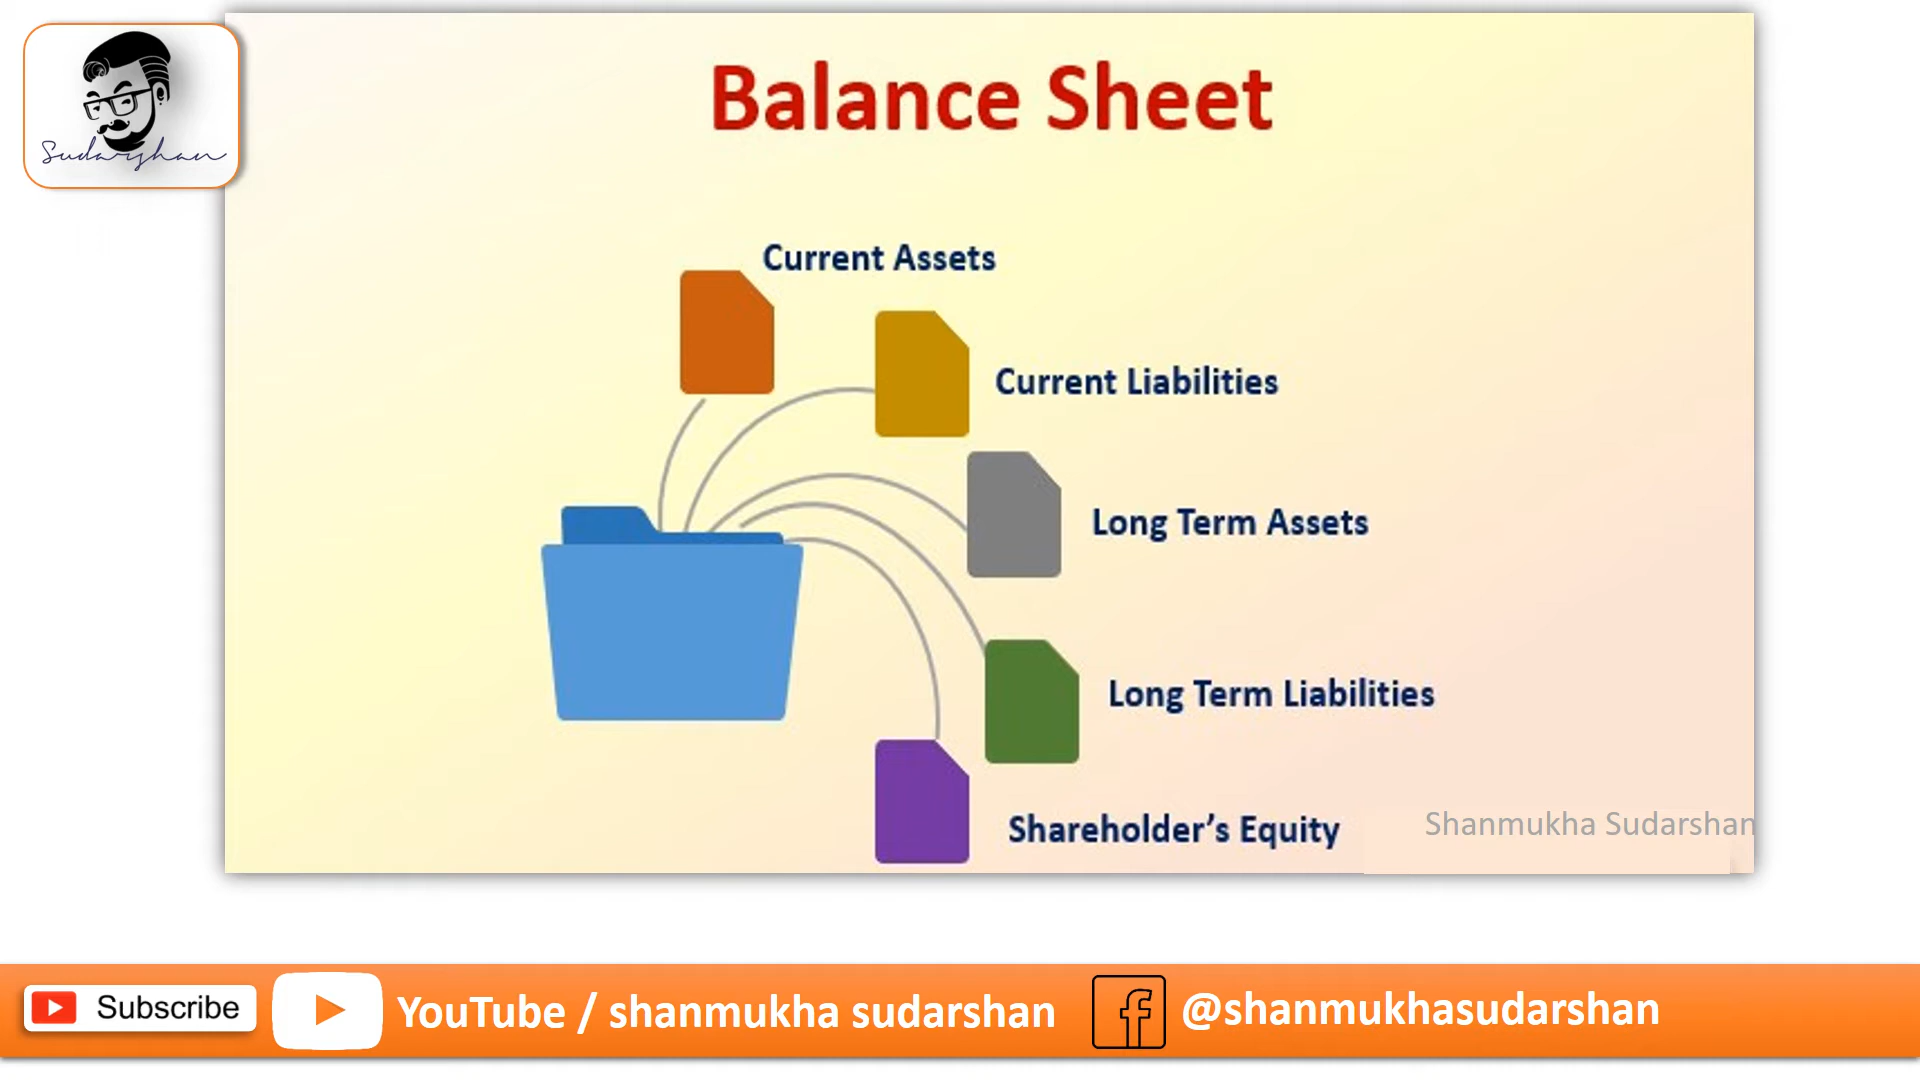 Sudarshan
Balance Sheet
Current Assets
Current Liabilities
Long Term Assets
Long Term Liabilities
Shareholder’s Equity
Shanmukha Sudarshan
Subscribe
YouTube / shanmukha sudarshan
@shanmukhasudarshan